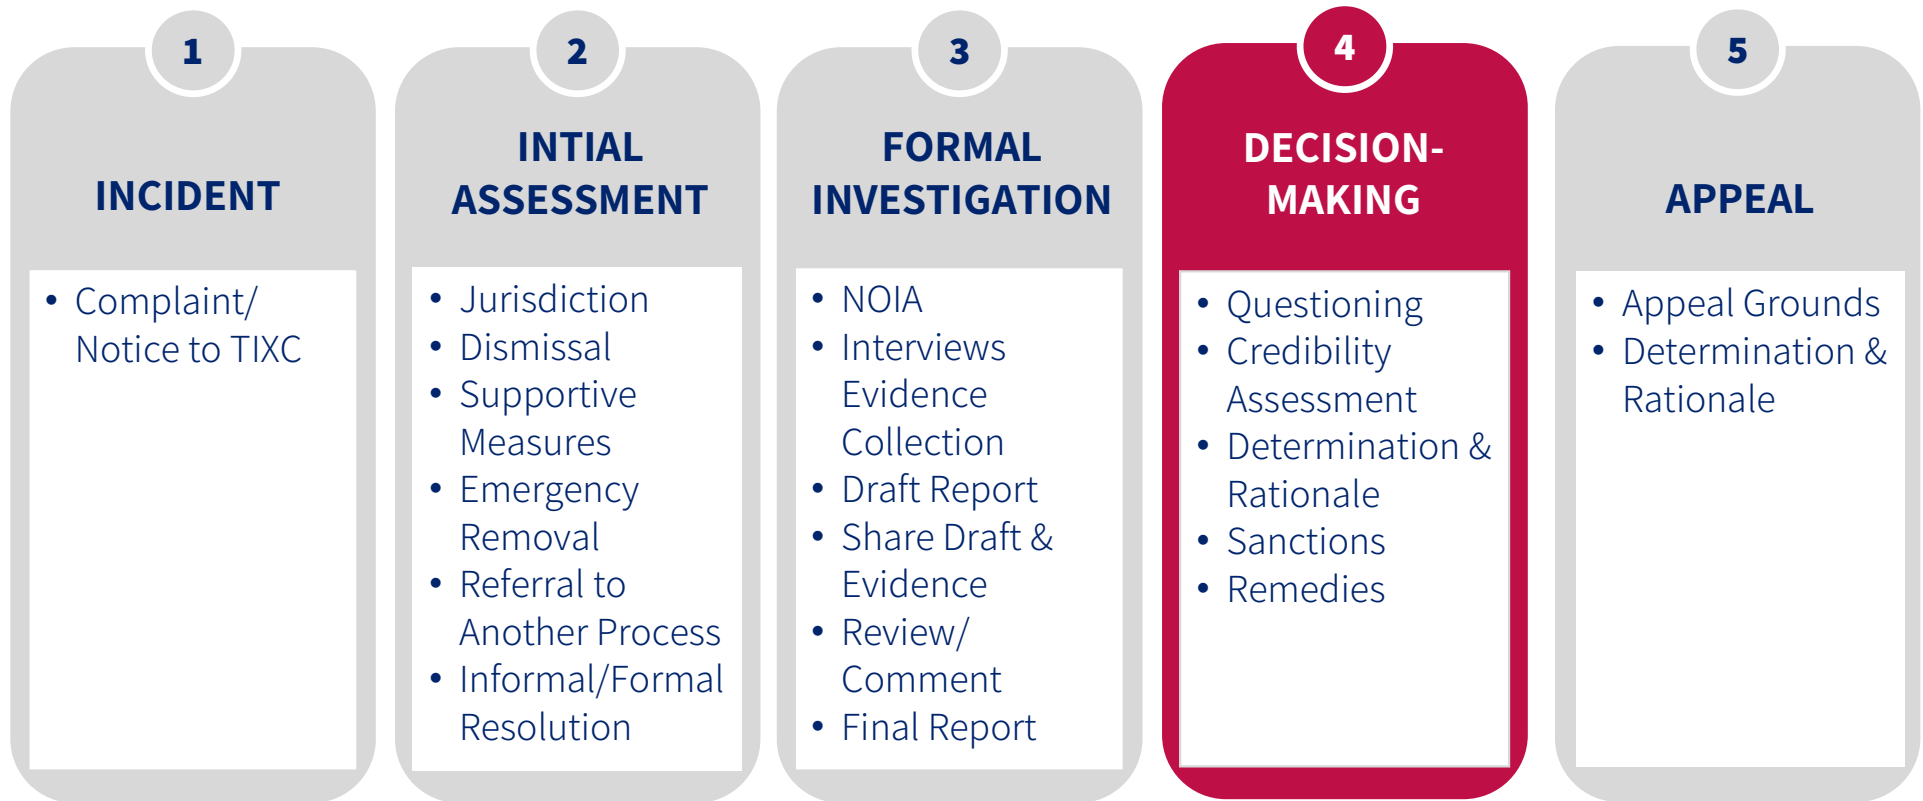 1
INCIDENT
• Complaint/
Notice to TIXC
2
INTIAL
ASSESSMENT
• Jurisdiction
• Dismissal
• Supportive
Measures
• Emergency
Removal
• Referral to
Another Process
• Informal/Formal
Resolution
3
FORMAL
INVESTIGATION
• NOIA
• Interviews
Evidence
Collection
• Draft Report
• Share Draft &
Evidence
• Review/
Comment
• Final Report
4
DECISION-
MAKING
• Questioning
• Credibility
Assessment
• Determination &
Rationale
• Sanctions
• Remedies
5
APPEAL
• Appeal Grounds
• Determination &
Rationale